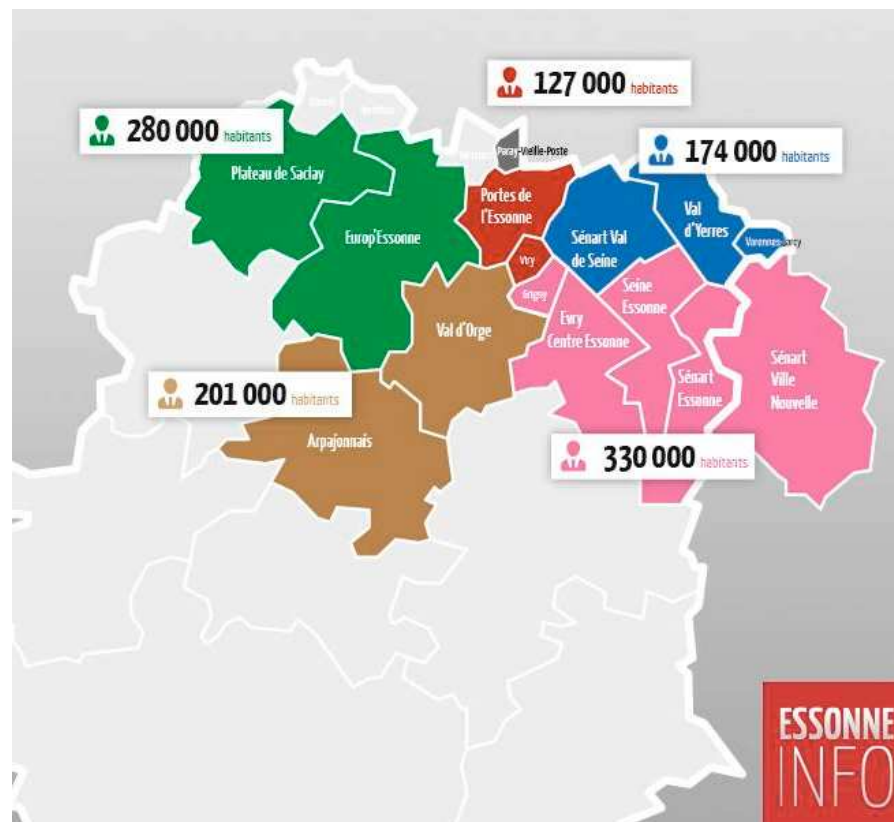 127 000 habitants
280 000 habitants
174 000 habitants
Paray-Vieille-Poste
Plateau de Saclay
Portes de
l'Essonne
Val
d'Yerres
Europ'Essonne
Sénart Val
de Seine
Varennes-Jarcy
Viry
Grigny
Seine
Essonne
Val d'Orge
Evry
Centre Essonne
Sénart
Ville
Nouvelle
Sénart
Essonne
201 000 habitants
Arpajonnais
330 000 habitants
ESSONNE
INFO